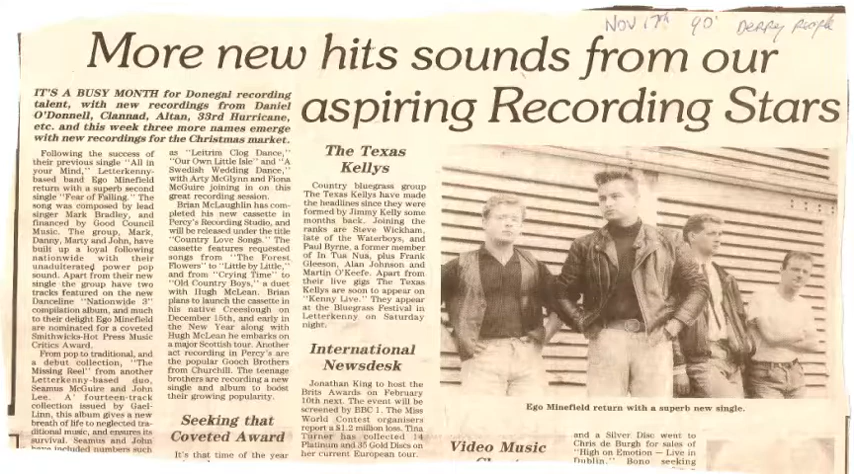 Nov 17th 90' Derry People
More new hits sounds from our
aspiring Recording Stars
IT'S A BUSY MONTH for Donegal recording
talent, with new recordings from Daniel
O'Donnell, Clannad, Altan, 33rd Hurricane,
etc. and this week three more names emerge
with new recordings for the Christmas market.
Following the success of
their previous single "All in
your Mind," Letterkenny-
based band Ego Minefield
return with a superb second
single "Fear of Falling." The
song was composed by lead
singer Mark Bradley, and
financed by Good Council
Music. The group, Mark,
Danny, Marty and John, have
built up a loyal following
nationwide with their
unadulterated power pop
sound. Apart from their new
single the group have two
tracks featured on the new
Danceline "Nationwide 3"
compilation album, and much
to their delight Ego Minefield
are nominated for a coveted
Smithwicks-Hot Press Music
Critics Award.
From pop to traditional, and
a debut collection, "The
Missing Reel" from another
Letterkenny-based duo,
Seamus McGuire and John
Lee. A' fourteen-track
collection issued by Gael-
Linn, this album gives a new
breath of life to neglected tra-
ditional music, and ensures its
survival. Seamus and John
have included numbers such
as "Leitrim Clog Dance,"
"Our Own Little Isle" and "A
Swedish Wedding Dance,"
with Arty McGlynn and Fiona
McGuire joining in on this
great recording session.
Brian McLaughlin has com-
pleted his new cassette in
Percy's Recording Studio, and
will be released under the title
"Country Love Songs." The
cassette features requested
songs from "The Forest
Flowers" to "Little by Little,"
and from "Crying Time" to
"Old Country Boys," a duet
with Hugh McLean. Brian
plans to launch the cassette in
his native Creeslough on
December 15th, and early in
the New Year along with
Hugh McLean he embarks on
a major Scottish tour. Another
act recording in Percy's are
the popular Gooch Brothers
from Churchill. The teenage
brothers are recording a new
single and album to boost
their growing popularity.
Seeking that
Coveted Award
It's that time of the year
The Texas
Kellys
Country bluegrass group
The Texas Kellys have made
the headlines since they were
formed by Jimmy Kelly some
months back. Joining the
ranks are Steve Wickham,
late of the Waterboys, and
Paul Byrne, a former member
of In Tua Nua, plus Frank
Gleeson, Alan Johnson and
Martin O'Keefe. Apart from
their live gigs The Texas
Kellys are soon to appear on
"Kenny Live." They appear
at the Bluegrass Festival in
Letterkenny on Saturday
night.
International
Newsdesk
Jonathan King to host the
Brits Awards on February
10th next. The event will be
screened by BBC 1. The Miss
World Contest organisers
report a $1.2 million loss. Tina
Turner has collected 14
Platinum and 35 Gold Discs on
her current European tour.
Ego Minefield return with a superb new single.
Video Music
and a Silver Disc went to
Chris de Burgh for sales of
"High on Emotion — Live in
Dublin." Bono seeking